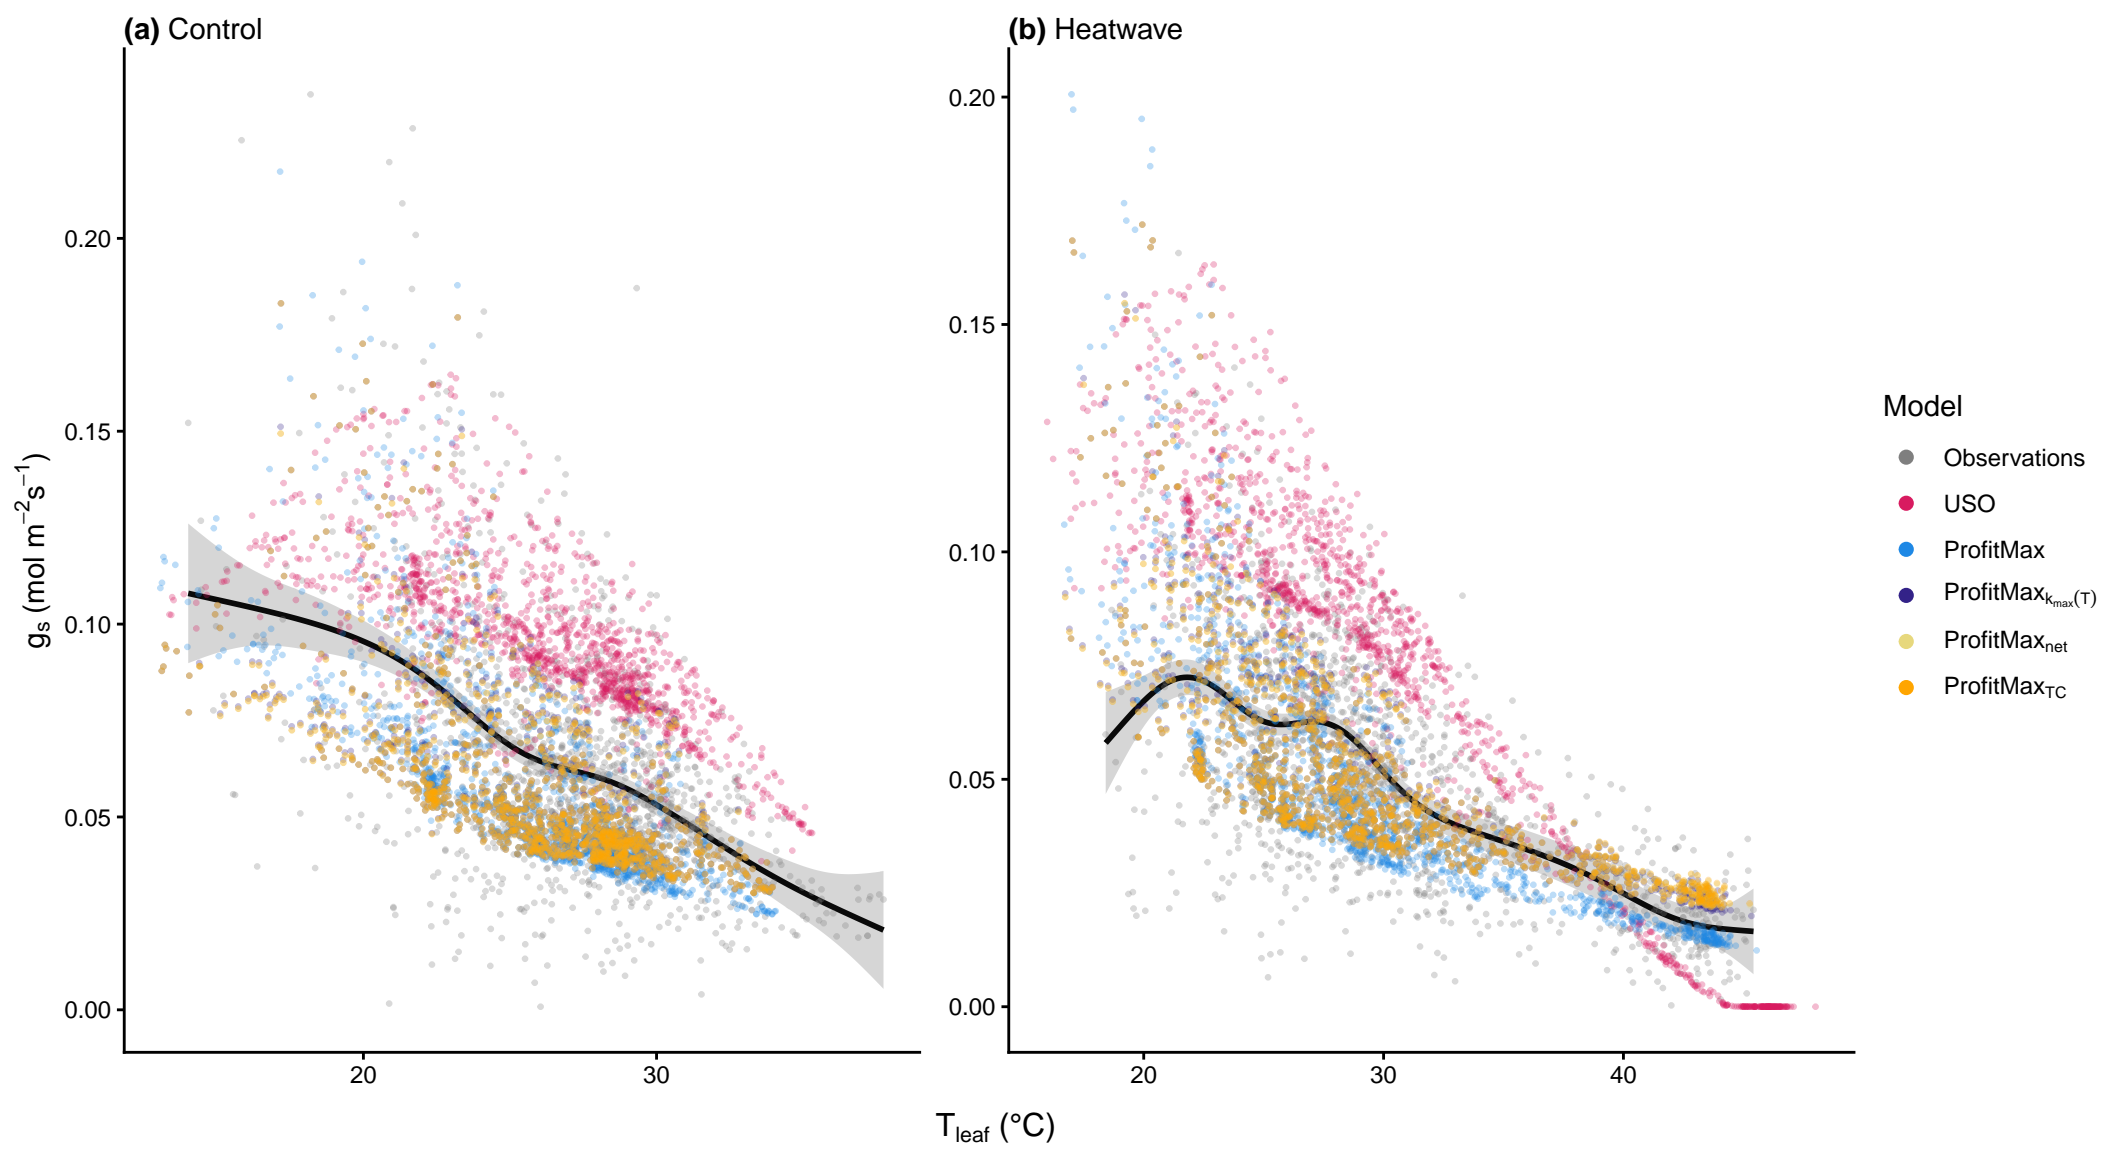 (a) Control
(b) Heatwave
0.20
0.15
0.10
0.05
0.00
0.20
0.15
0.10
0.05
0.00
20
30
20
30
40
gs (mol m−2s−1)
Tleaf (°C)
Model
Observations
USO
ProfitMax
ProfitMaxkmax(T)
ProfitMaxnet
ProfitMaxTC